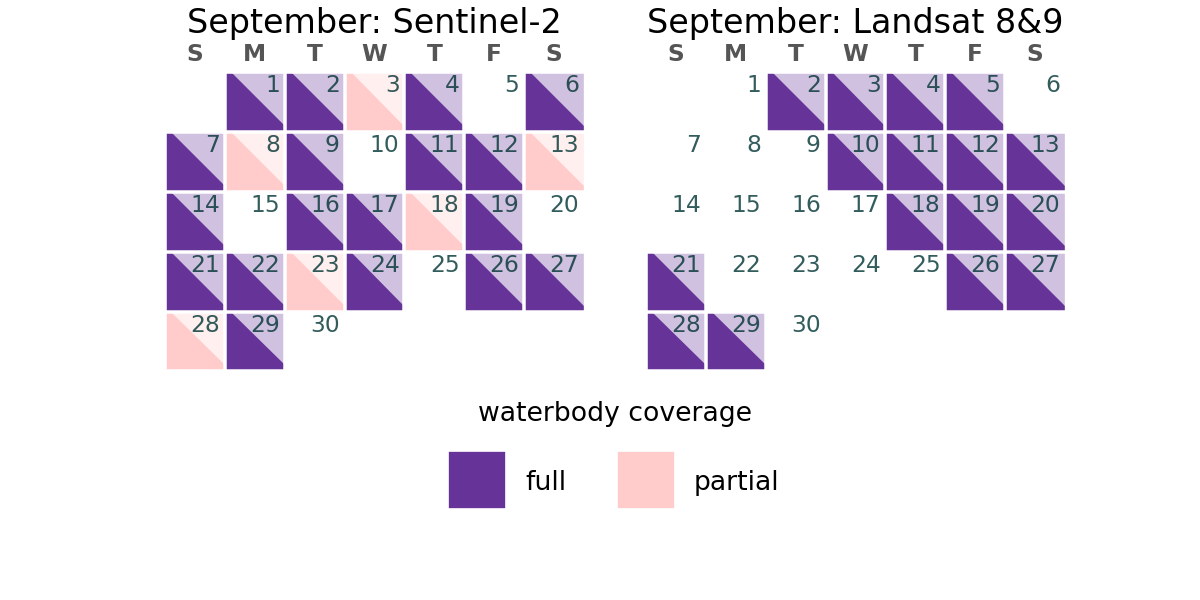 September: Sentinel-2
S M T W T F S
1 2 3 4 5 6
7 8 9 10 11 12 13
14 15 16 17 18 19 20
21 22 23 24 25 26 27
28 29 30
September: Landsat 8&9
S M T W T F S
1 2 3 4 5 6
7 8 9 10 11 12 13
14 15 16 17 18 19 20
21 22 23 24 25 26 27
28 29 30
waterbody coverage
full partial